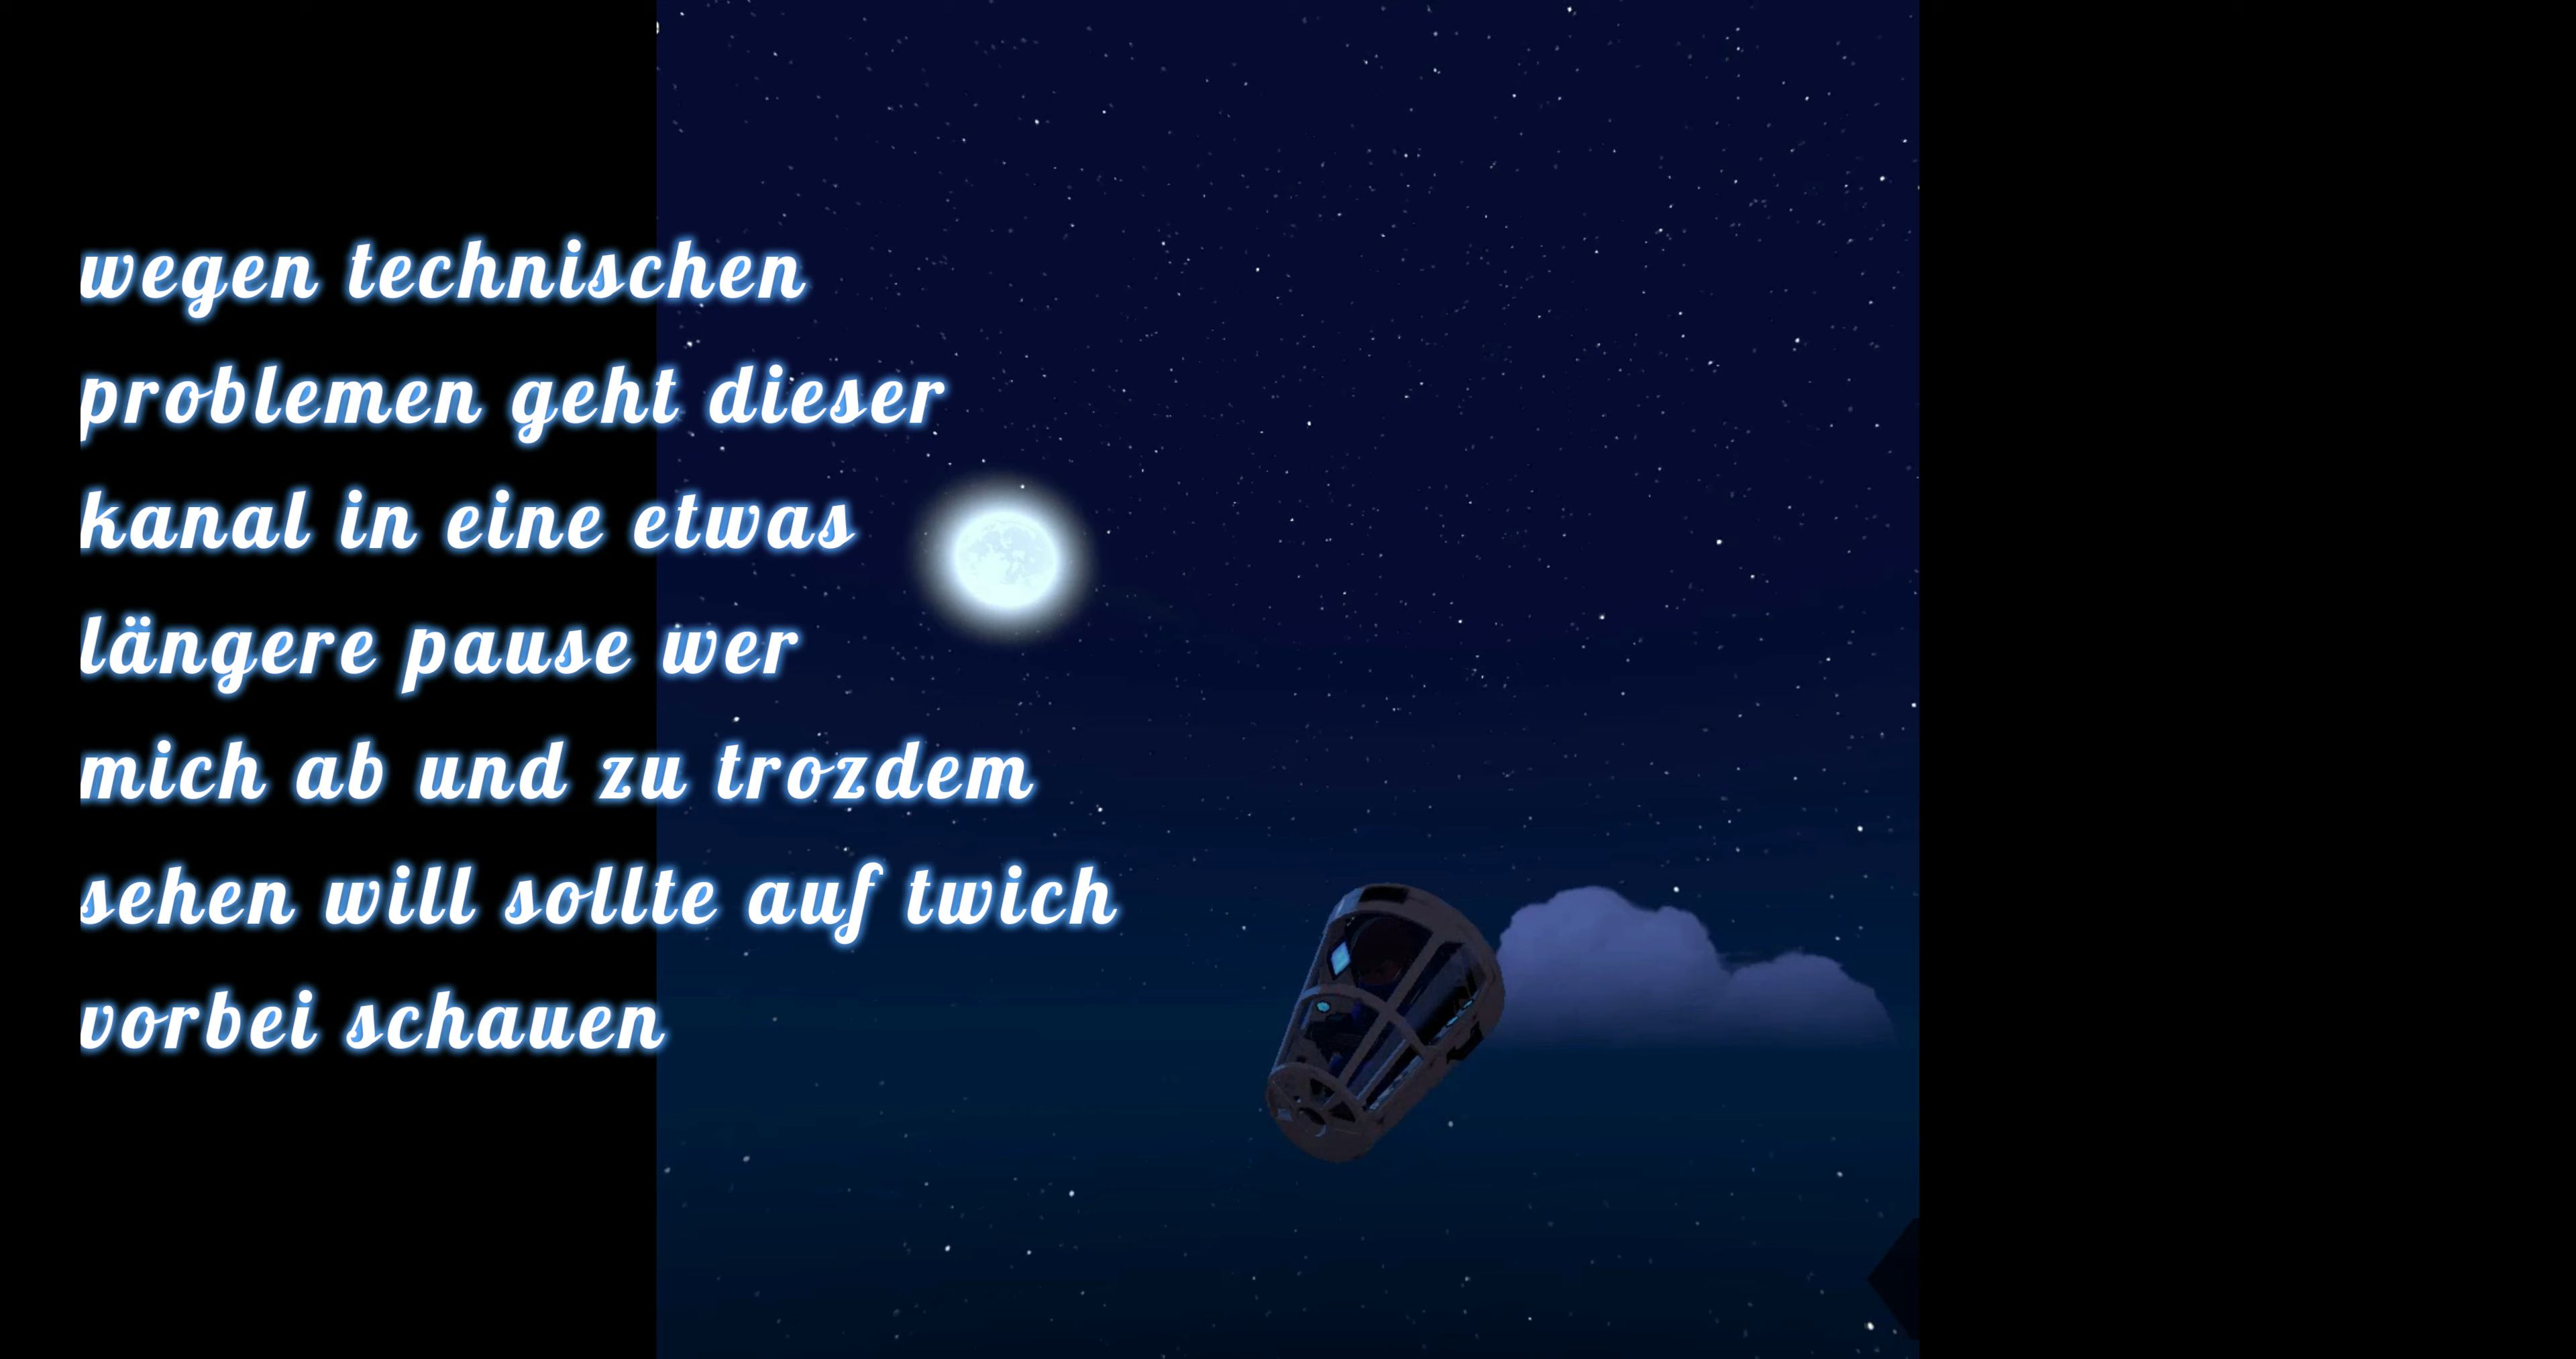 wegen technischen
problemen geht dieser
kanal in eine etwas
längere pause wer
mich ab und zu trozdem
sehen will sollte auf twich
vorbei schauen